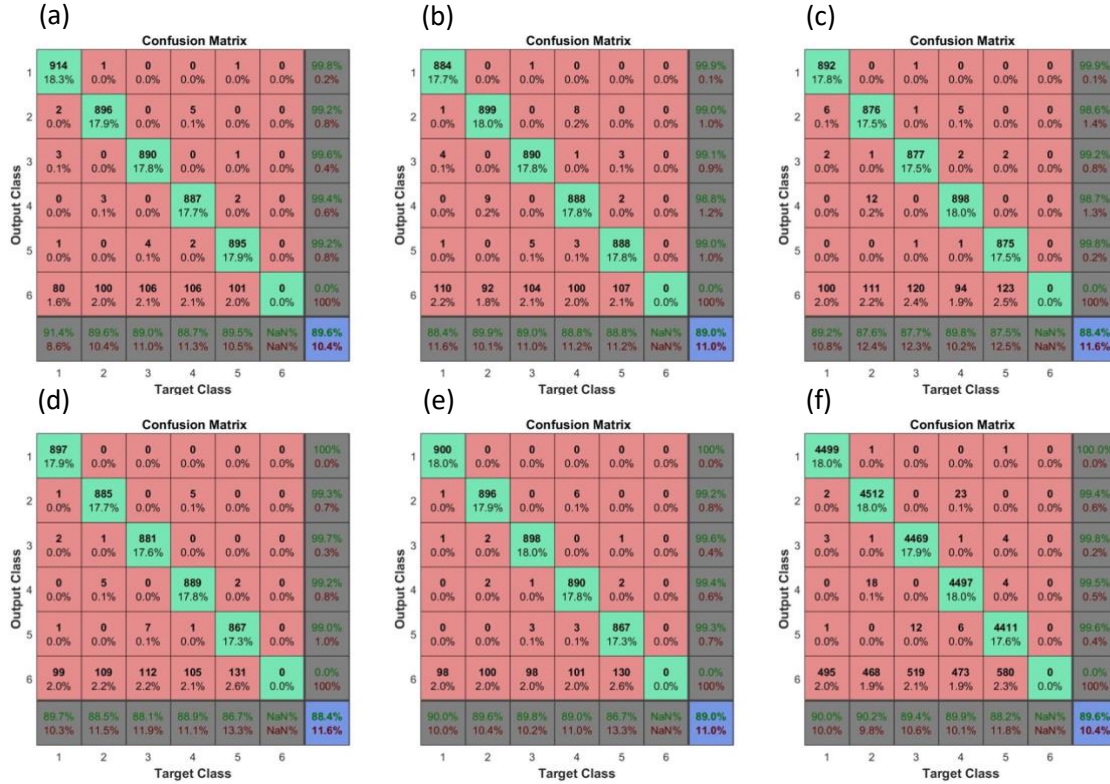 (a)
(b)
(c)
Confusion Matrix
Confusion Matrix
Confusion Matrix
Output Class
1
914 1 0 0 1 0 99.8%
18.3% 0.0% 0.0% 0.0% 0.0% 0.0% 0.2%
2
2 896 0 5 0 0 99.2%
0.0% 17.9% 0.0% 0.1% 0.0% 0.0% 0.8%
3
3 0 890 0 1 0 99.6%
0.1% 0.0% 17.8% 0.0% 0.0% 0.0% 0.4%
4
0 3 0 887 2 0 99.4%
0.0% 0.1% 0.0% 17.7% 0.0% 0.0% 0.6%
5
1 0 4 2 895 0 99.2%
0.0% 0.0% 0.1% 0.0% 17.9% 0.0% 0.8%
6
80 100 106 106 101 0 0.0%
1.6% 2.0% 2.1% 2.1% 2.0% 0.0% 100%
91.4% 89.6% 89.0% 88.7% 89.5% NaN% 89.6%
8.6% 10.4% 11.0% 11.3% 10.5% NaN% 10.4%
1 2 3 4 5 6
Target Class
Output Class
1
884 0 1 0 0 0 99.9%
17.7% 0.0% 0.0% 0.0% 0.0% 0.0% 0.1%
2
1 899 0 8 0 0 99.0%
0.0% 18.0% 0.0% 0.2% 0.0% 0.0% 1.0%
3
4 0 890 1 3 0 99.1%
0.1% 0.0% 17.8% 0.0% 0.1% 0.0% 0.9%
4
0 9 0 888 2 0 98.8%
0.0% 0.2% 0.0% 17.8% 0.0% 0.0% 1.2%
5
1 0 5 3 888 0 99.0%
0.0% 0.0% 0.1% 0.1% 17.8% 0.0% 1.0%
6
110 92 104 100 107 0 0.0%
2.2% 1.8% 2.1% 2.0% 2.1% 0.0% 100%
88.4% 89.9% 89.0% 88.8% 88.8% NaN% 89.0%
11.6% 10.1% 11.0% 11.2% 11.2% NaN% 11.0%
1 2 3 4 5 6
Target Class
Output Class
1
892 0 1 0 0 0 99.9%
17.8% 0.0% 0.0% 0.0% 0.0% 0.0% 0.1%
2
6 876 1 5 0 0 98.6%
0.1% 17.5% 0.0% 0.1% 0.0% 0.0% 1.4%
3
2 1 877 2 2 0 99.2%
0.0% 0.0% 17.5% 0.0% 0.0% 0.0% 0.8%
4
0 12 0 898 0 0 98.7%
0.0% 0.2% 0.0% 18.0% 0.0% 0.0% 1.3%
5
0 0 1 1 875 0 99.8%
0.0% 0.0% 0.0% 0.0% 17.5% 0.0% 0.2%
6
100 111 120 94 123 0 0.0%
2.0% 2.2% 2.4% 1.9% 2.5% 0.0% 100%
89.2% 87.6% 87.7% 89.8% 87.5% NaN% 88.4%
10.8% 12.4% 12.3% 10.2% 12.5% NaN% 11.6%
1 2 3 4 5 6
Target Class
(d)
(e)
(f)
Confusion Matrix
Confusion Matrix
Confusion Matrix
Output Class
1
897 0 0 0 0 0 100%
17.9% 0.0% 0.0% 0.0% 0.0% 0.0% 0.0%
2
1 885 0 5 0 0 99.3%
0.0% 17.7% 0.0% 0.1% 0.0% 0.0% 0.7%
3
2 1 881 0 0 0 99.7%
0.0% 0.0% 17.6% 0.0% 0.0% 0.0% 0.3%
4
0 5 0 889 2 0 99.2%
0.0% 0.1% 0.0% 17.8% 0.0% 0.0% 0.8%
5
1 0 7 1 867 0 99.0%
0.0% 0.0% 0.1% 0.0% 17.3% 0.0% 1.0%
6
99 109 112 105 131 0 0.0%
2.0% 2.2% 2.2% 2.1% 2.6% 0.0% 100%
89.7% 88.5% 88.1% 88.9% 86.7% NaN% 88.4%
10.3% 11.5% 11.9% 11.1% 13.3% NaN% 11.6%
1 2 3 4 5 6
Target Class
Output Class
1
900 0 0 0 0 0 100%
18.0% 0.0% 0.0% 0.0% 0.0% 0.0% 0.0%
2
1 896 0 6 0 0 99.2%
0.0% 17.9% 0.0% 0.1% 0.0% 0.0% 0.8%
3
1 2 898 0 1 0 99.6%
0.0% 0.0% 18.0% 0.0% 0.0% 0.0% 0.4%
4
0 2 1 890 2 0 99.4%
0.0% 0.0% 0.0% 17.8% 0.0% 0.0% 0.6%
5
0 0 3 3 867 0 99.3%
0.0% 0.0% 0.1% 0.1% 17.3% 0.0% 0.7%
6
98 100 98 101 130 0 0.0%
2.0% 2.0% 2.0% 2.0% 2.6% 0.0% 100%
90.0% 89.6% 89.8% 89.0% 86.7% NaN% 89.0%
10.0% 10.4% 10.2% 11.0% 13.3% NaN% 11.0%
1 2 3 4 5 6
Target Class
Output Class
1
4499 1 0 0 1 0 100.0%
18.0% 0.0% 0.0% 0.0% 0.0% 0.0% 0.0%
2
2 4512 0 23 0 0 99.4%
0.0% 18.0% 0.0% 0.1% 0.0% 0.0% 0.6%
3
3 1 4469 1 4 0 99.8%
0.0% 0.0% 17.9% 0.0% 0.0% 0.0% 0.2%
4
0 18 0 4497 4 0 99.5%
0.0% 0.1% 0.0% 18.0% 0.0% 0.0% 0.5%
5
1 0 12 6 4411 0 99.6%
0.0% 0.0% 0.0% 0.0% 17.6% 0.0% 0.4%
6
495 468 519 473 580 0 0.0%
2.0% 1.9% 2.1% 1.9% 2.3% 0.0% 100%
90.0% 90.2% 89.4% 89.9% 88.2% NaN% 89.6%
10.0% 9.8% 10.6% 10.1% 11.8% NaN% 10.4%
1 2 3 4 5 6
Target Class